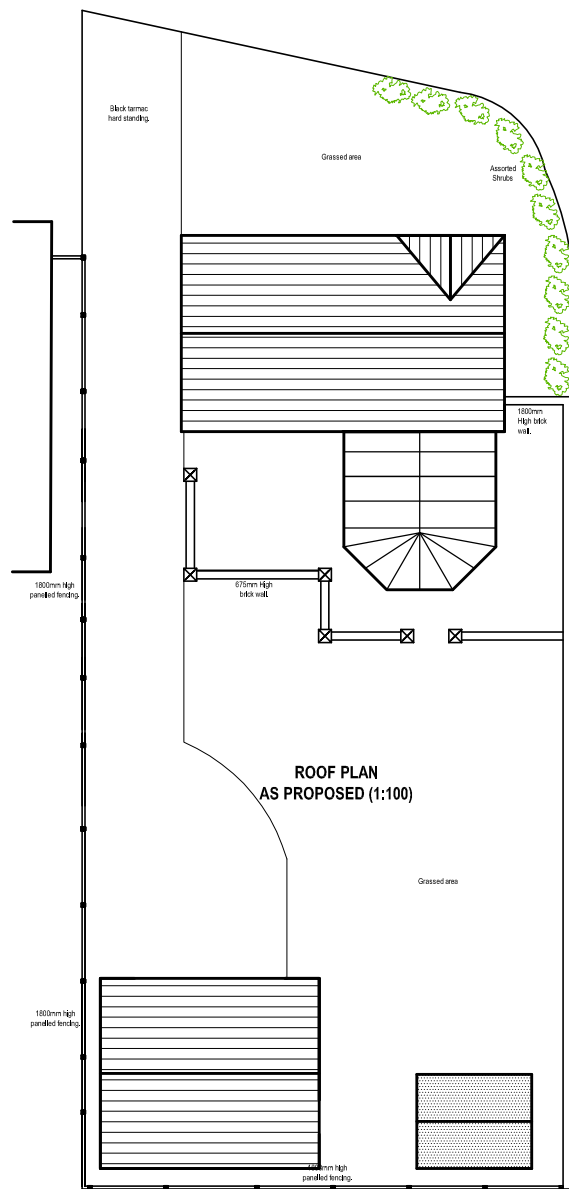 Black tarmac
hard standing.
Grassed area
Assorted
Shrubs
1800mm
High brick
wall.
1800mm high
panelled fencing.
675mm High
brick wall.
ROOF PLAN
AS PROPOSED (1:100)
Grassed area
1800mm high
panelled fencing.
high
panelled fencing.